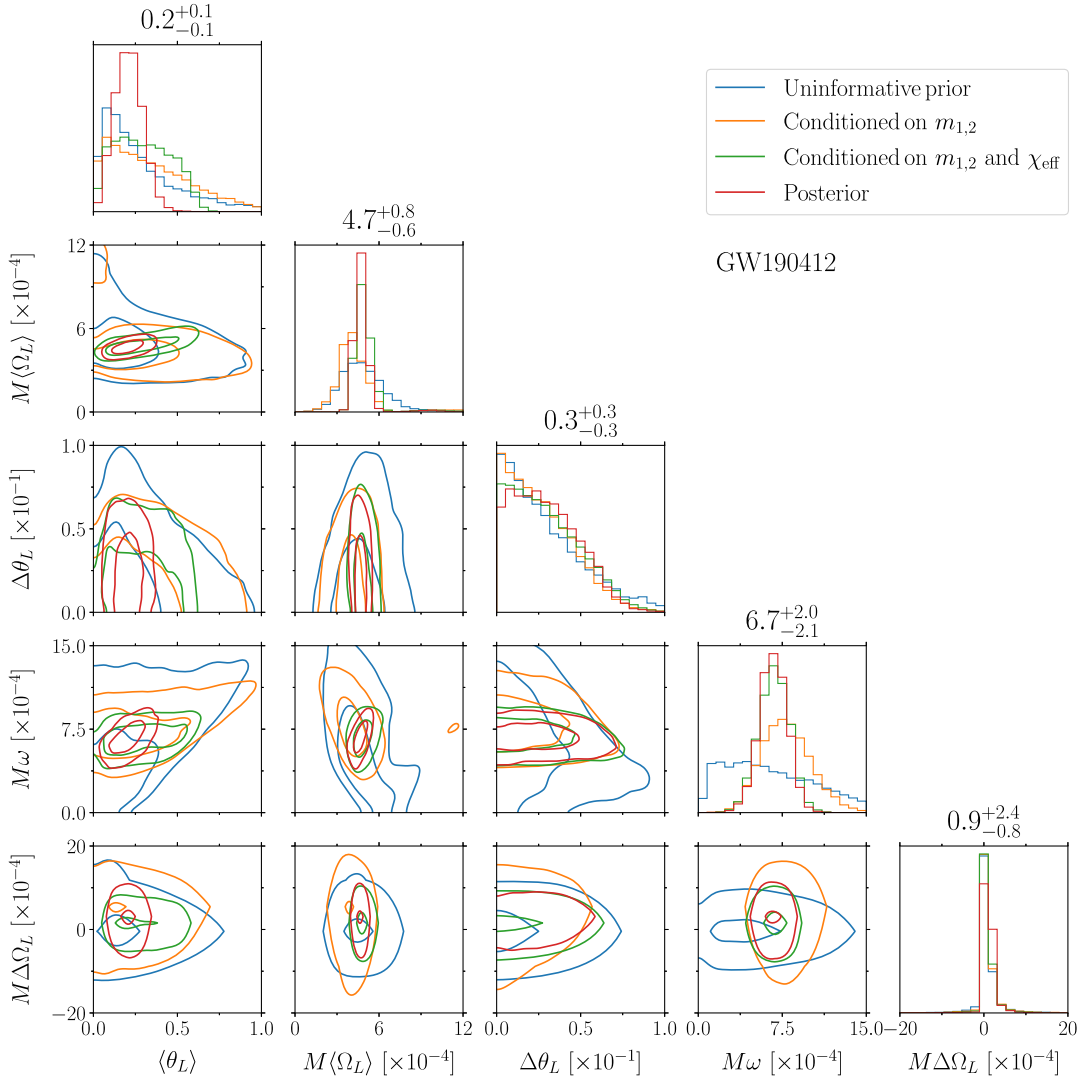 0.2^{+0.1}_{-0.1}
Uninformative prior
Conditioned on m_{1,2}
Conditioned on m_{1,2} and χ_{eff}
Posterior
4.7^{+0.8}_{-0.6}
GW190412
12
6
0
M⟨Ω_L⟩ [×10^{-4}]
0.3^{+0.3}_{-0.3}
1.0
0.5
0.0
Δθ_L [×10^{-1}]
6.7^{+2.0}_{-2.1}
15.0
7.5
0.0
Mω [×10^{-4}]
0.9^{+2.4}_{-0.8}
20
0
−20
MΔΩ_L [×10^{-4}]
0.0 0.5 1.0 0 6 12 0.0 0.5 1.0 0.0 7.5 15.0 −20 0 20
⟨θ_L⟩ M⟨Ω_L⟩ [×10^{-4}] Δθ_L [×10^{-1}] Mω [×10^{-4}] MΔΩ_L [×10^{-4}]